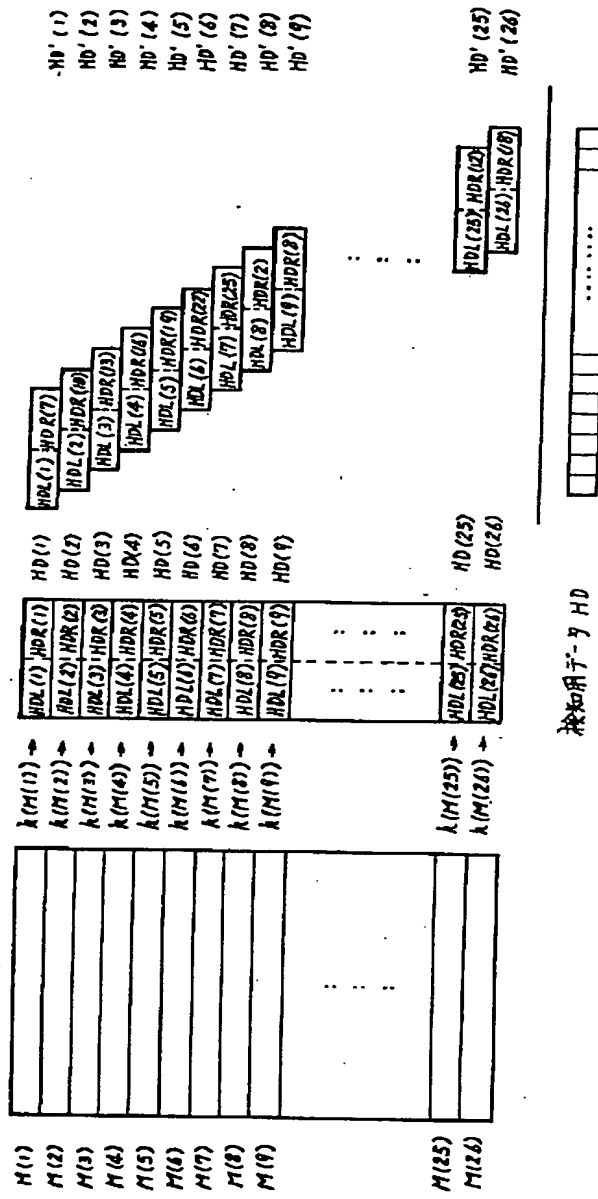 M(1) h(M(1)) → HDL(1) HDR(1) HD(1) HDL(1) HDR(7) HD'(1)
M(2) h(M(2)) → HDL(2) HDR(2) HD(2) HDL(2) HDR(10) HD'(2)
M(3) h(M(3)) → HDL(3) HDR(3) HD(3) HDL(3) HDR(13) HD'(3)
M(4) h(M(4)) → HDL(4) HDR(4) HD(4) HDL(4) HDR(16) HD'(4)
M(5) h(M(5)) → HDL(5) HDR(5) HD(5) HDL(5) HDR(19) HD'(5)
M(6) h(M(6)) → HDL(6) HDR(6) HD(6) HDL(6) HDR(22) HD'(6)
M(7) h(M(7)) → HDL(7) HDR(7) HD(7) HDL(7) HDR(25) HD'(7)
M(8) h(M(8)) → HDL(8) HDR(8) HD(8) HDL(8) HDR(2) HD'(8)
M(9) h(M(9)) → HDL(9) HDR(9) HD(9) HDL(9) HDR(8) HD'(9)
M(25) h(M(25)) → HDL(25) HDR(25) HD(25) HDL(25) HDR(12) HD'(25)
M(26) h(M(26)) → HDL(26) HDR(26) HD(26) HDL(26) HDR(18) HD'(26)
検知用データ HD